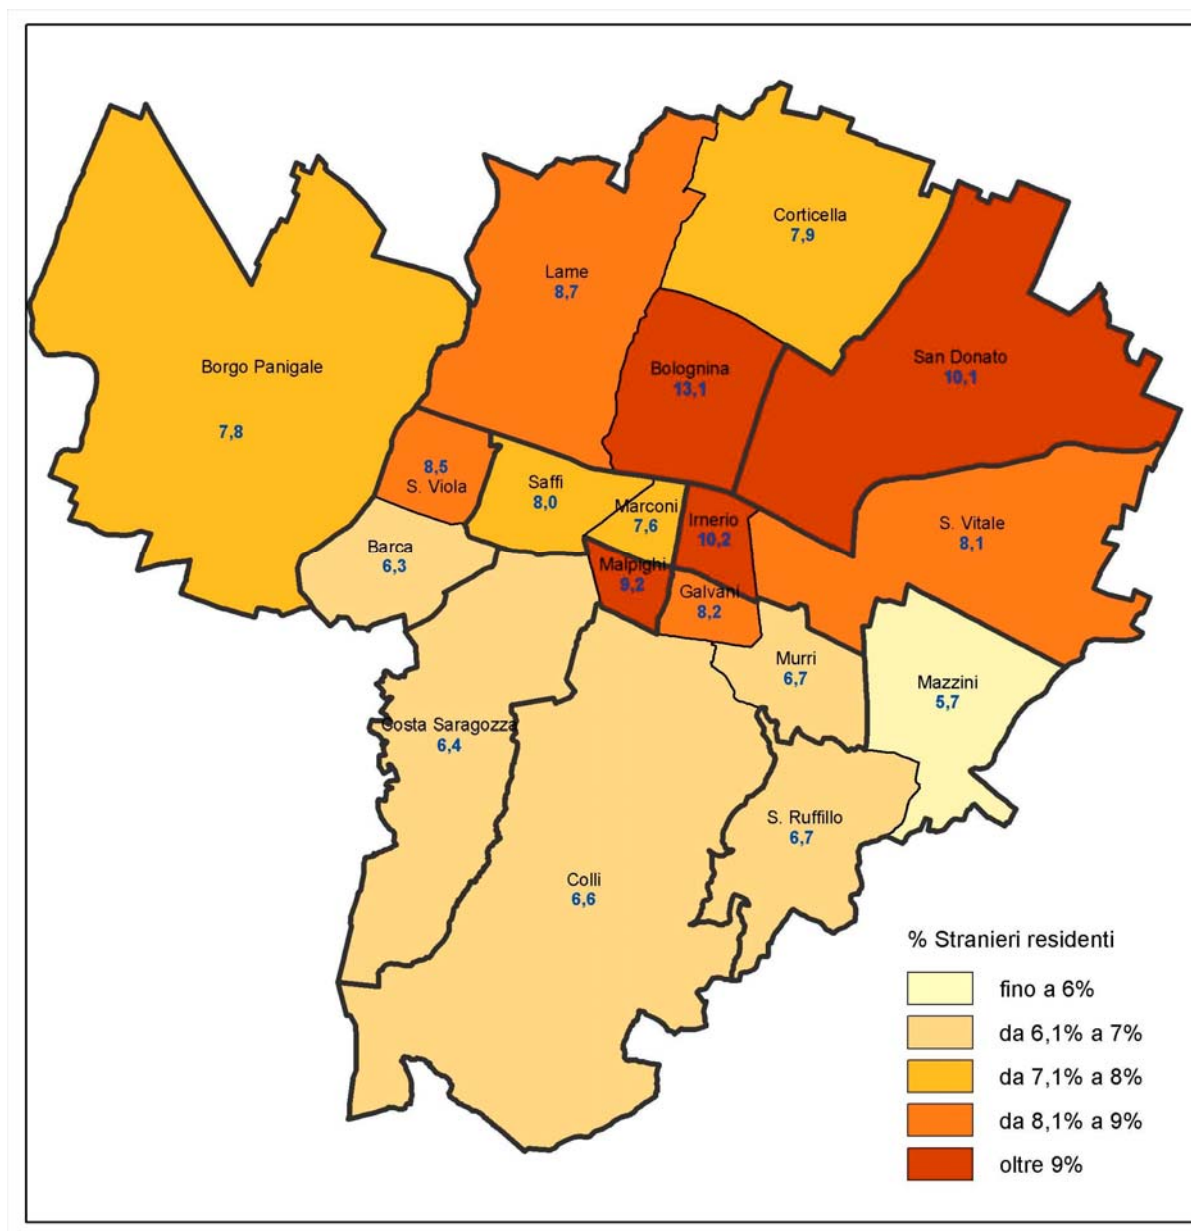 Corticella
7,9
Lame
8,7
Borgo Panigale
7,8
Bolognina
13,1
San Donato
10,1
8,5
S. Viola
Saffi
8,0
Marconi
7,6
Irnerio
10,2
S. Vitale
8,1
Barca
6,3
Malpighi
9,2
Galvani
8,2
Murri
6,7
Mazzini
5,7
Costa Saragozza
6,4
S. Ruffillo
6,7
Colli
6,6
% Stranieri residenti
fino a 6%
da 6,1% a 7%
da 7,1% a 8%
da 8,1% a 9%
oltre 9%